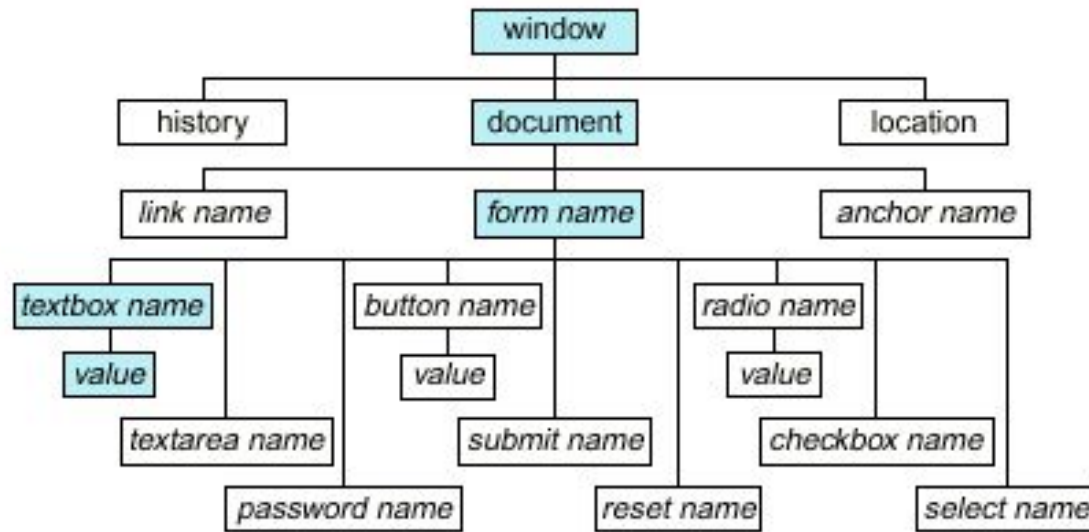 window
history
document
location
link name
form name
anchor name
textbox name
button name
radio name
value
value
value
textarea name
submit name
checkbox name
password name
reset name
select name